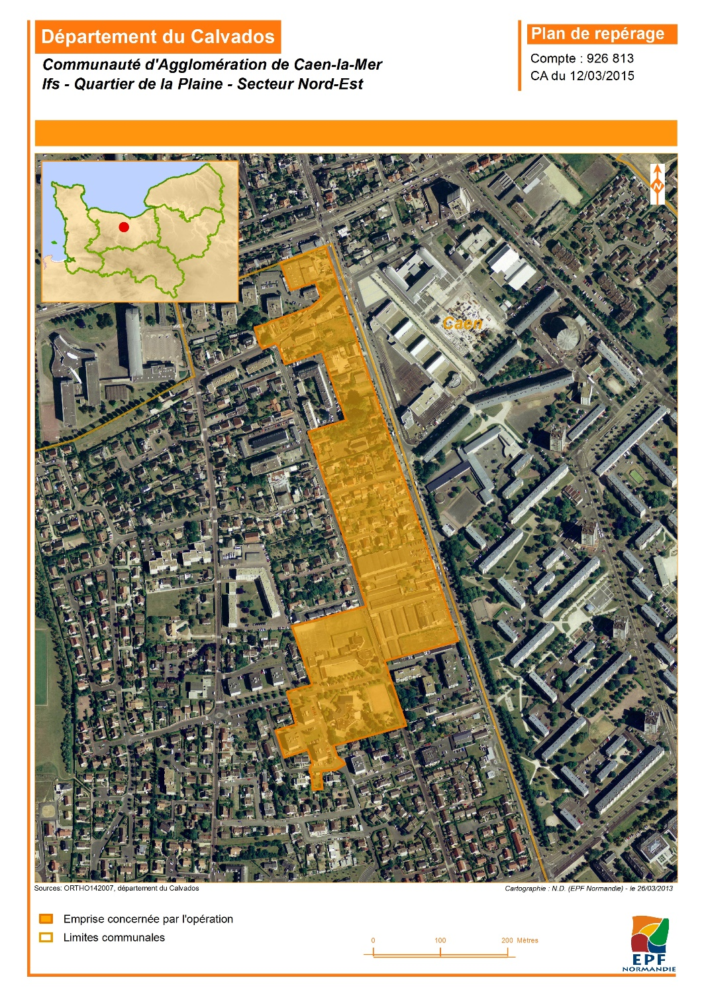 Département du Calvados
Communauté d'Agglomération de Caen-la-Mer
Ifs - Quartier de la Plaine - Secteur Nord-Est
Plan de repérage
Compte : 926 813
CA du 12/03/2015
N
Caen
Sources: ORTHO142007, département du Calvados
Cartographie : N.D. (EPF Normandie) - le 26/03/2013
Emprise concernée par l'opération
Limites communales
0 100 200 Mètres
EPF
NORMANDIE